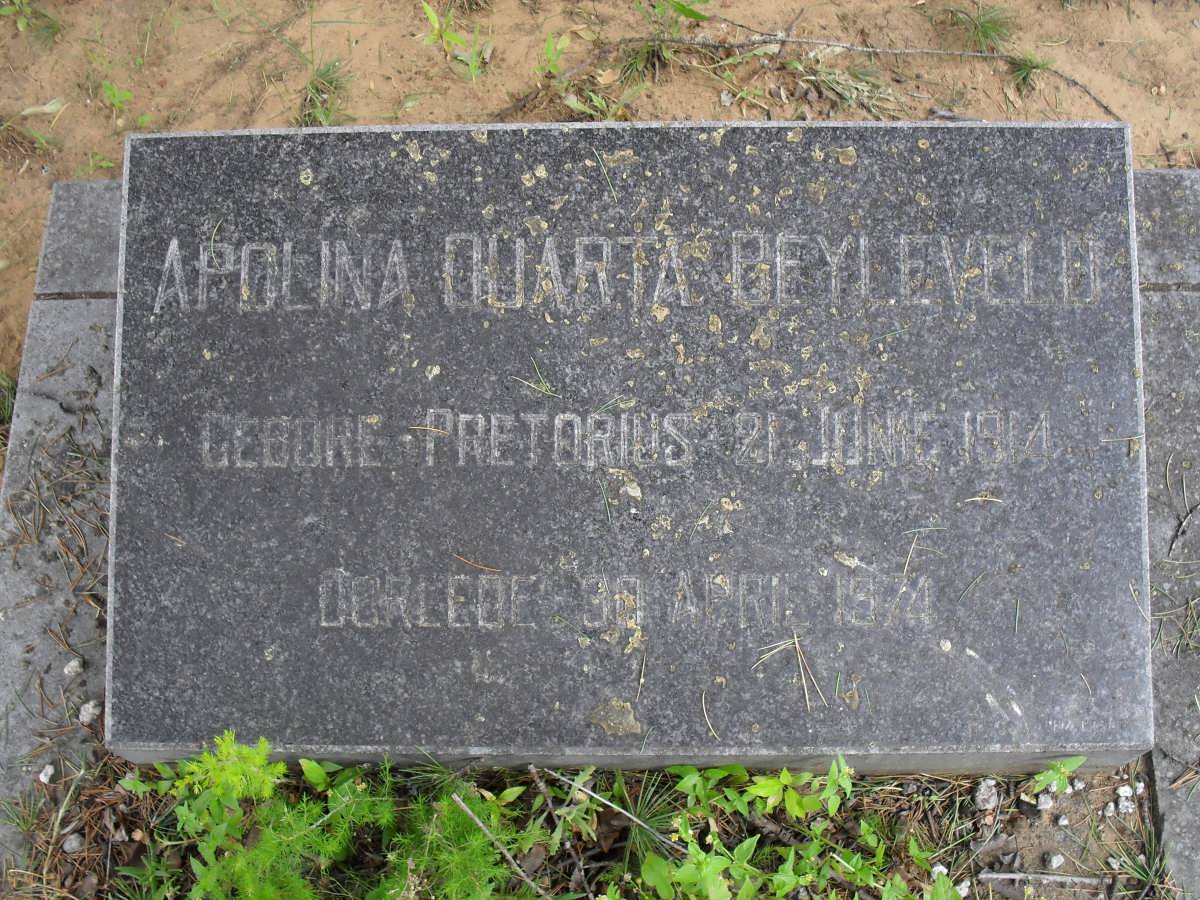 APOLINA QUARTA BEYLEVELD
GEBORE PRETORIUS 21 JUNIE 1914
OORLEDE 30 APRIL 1974